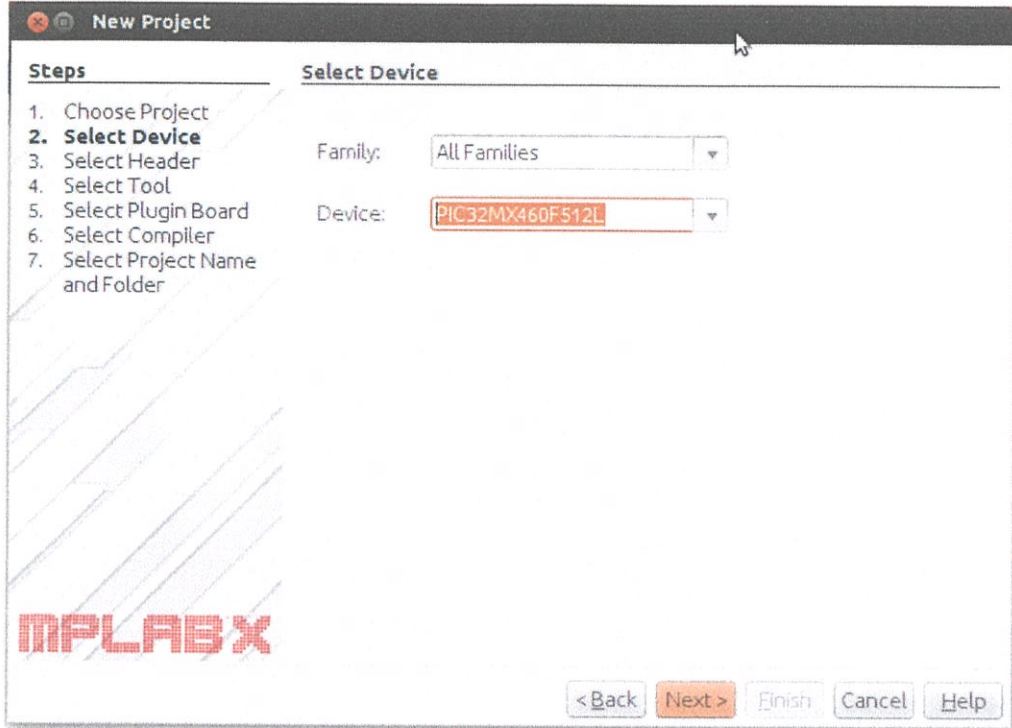 New Project
Steps
1. Choose Project
2. Select Device
3. Select Header
4. Select Tool
5. Select Plugin Board
6. Select Compiler
7. Select Project Name
and Folder
MPLAB X
Select Device
Family: All Families
Device: PIC32MX460F512L
< Back Next > Finish Cancel Help